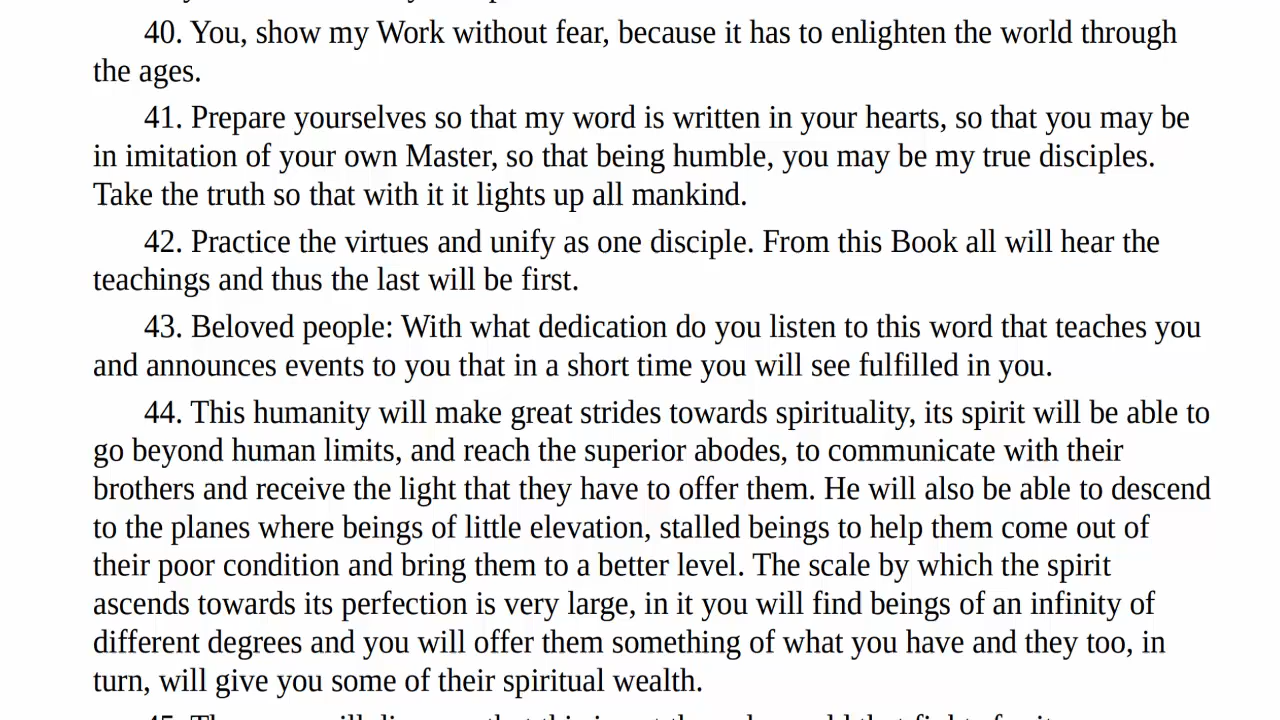 40. You, show my Work without fear, because it has to enlighten the world through
the ages.
41. Prepare yourselves so that my word is written in your hearts, so that you may be
in imitation of your own Master, so that being humble, you may be my true disciples.
Take the truth so that with it it lights up all mankind.
42. Practice the virtues and unify as one disciple. From this Book all will hear the
teachings and thus the last will be first.
43. Beloved people: With what dedication do you listen to this word that teaches you
and announces events to you that in a short time you will see fulfilled in you.
44. This humanity will make great strides towards spirituality, its spirit will be able to
go beyond human limits, and reach the superior abodes, to communicate with their
brothers and receive the light that they have to offer them. He will also be able to descend
to the planes where beings of little elevation, stalled beings to help them come out of
their poor condition and bring them to a better level. The scale by which the spirit
ascends towards its perfection is very large, in it you will find beings of an infinity of
different degrees and you will offer them something of what you have and they too, in
turn, will give you some of their spiritual wealth.